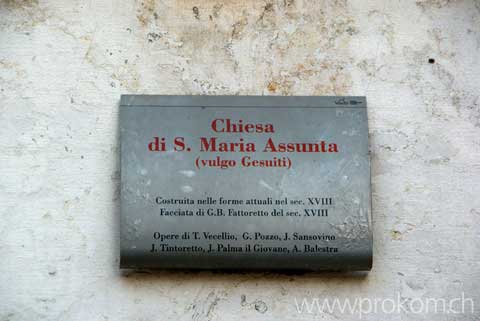 Chiesa
di S. Maria Assunta
(vulgo Gesuiti)
Costruita nelle forme attuali nel sec. XVIII
Facciata di G.B. Fattoretto del sec. XVIII
Opere di T. Vecellio, G. Pozzo, J. Sansovino
J. Tintoretto, J. Palma il Giovane, A. Balestra
www.prokom.ch